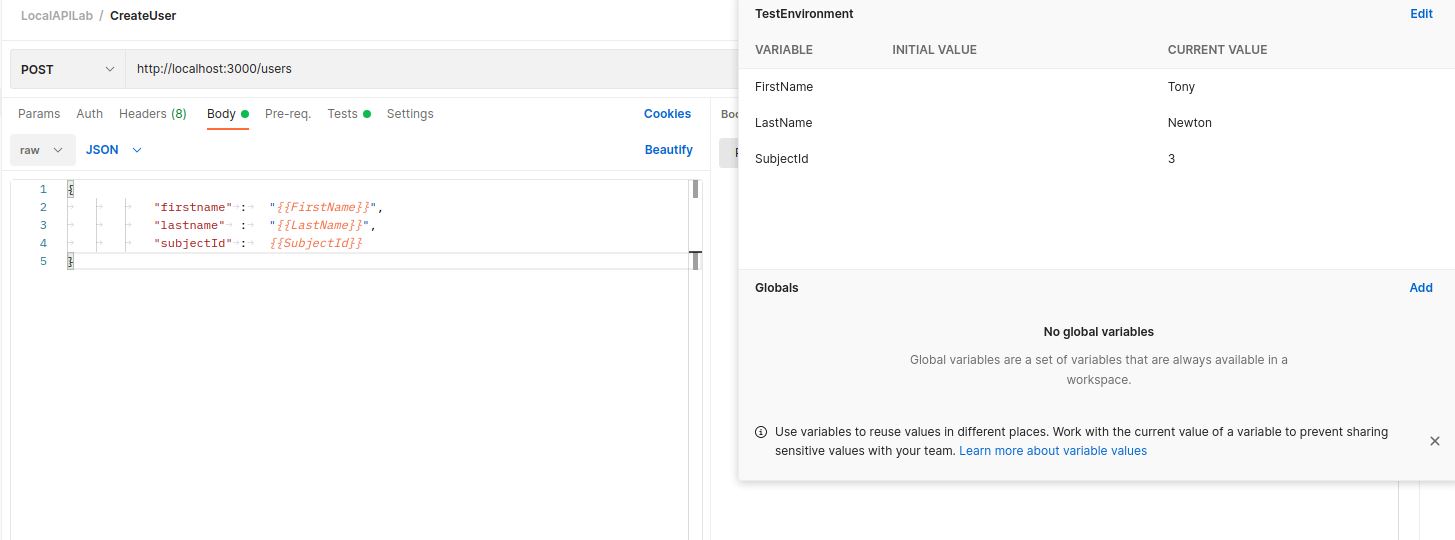 LocalAPILab / CreateUser
POST http://localhost:3000/users
Params Auth Headers (8) Body Pre-req. Tests Settings Cookies
raw JSON Beautify
1 {
2 "firstname" : "{{FirstName}}",
3 "lastname" : "{{LastName}}",
4 "subjectId" : {{SubjectId}}
5 }
TestEnvironment Edit
VARIABLE INITIAL VALUE CURRENT VALUE
FirstName Tony
LastName Newton
SubjectId 3
Globals Add
No global variables
Global variables are a set of variables that are always available in a
workspace.
Use variables to reuse values in different places. Work with the current value of a variable to prevent sharing
sensitive values with your team. Learn more about variable values